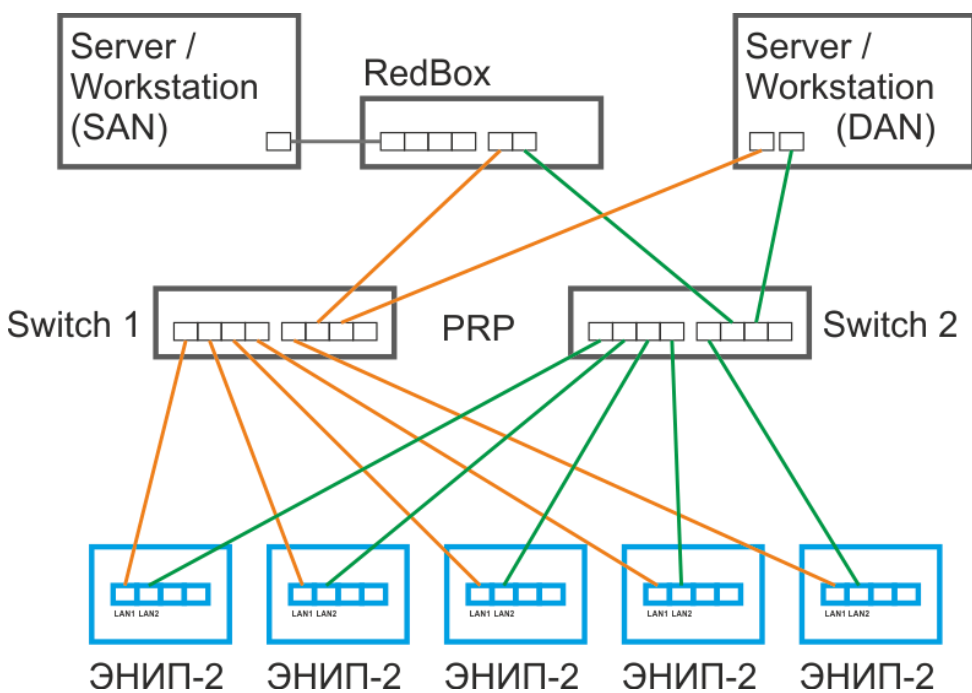 Server /
Workstation
(SAN)
RedBox
Server /
Workstation
(DAN)
Switch 1
PRP
Switch 2
LAN1 LAN2
LAN1 LAN2
LAN1 LAN2
LAN1 LAN2
LAN1 LAN2
ЭНИП-2
ЭНИП-2
ЭНИП-2
ЭНИП-2
ЭНИП-2